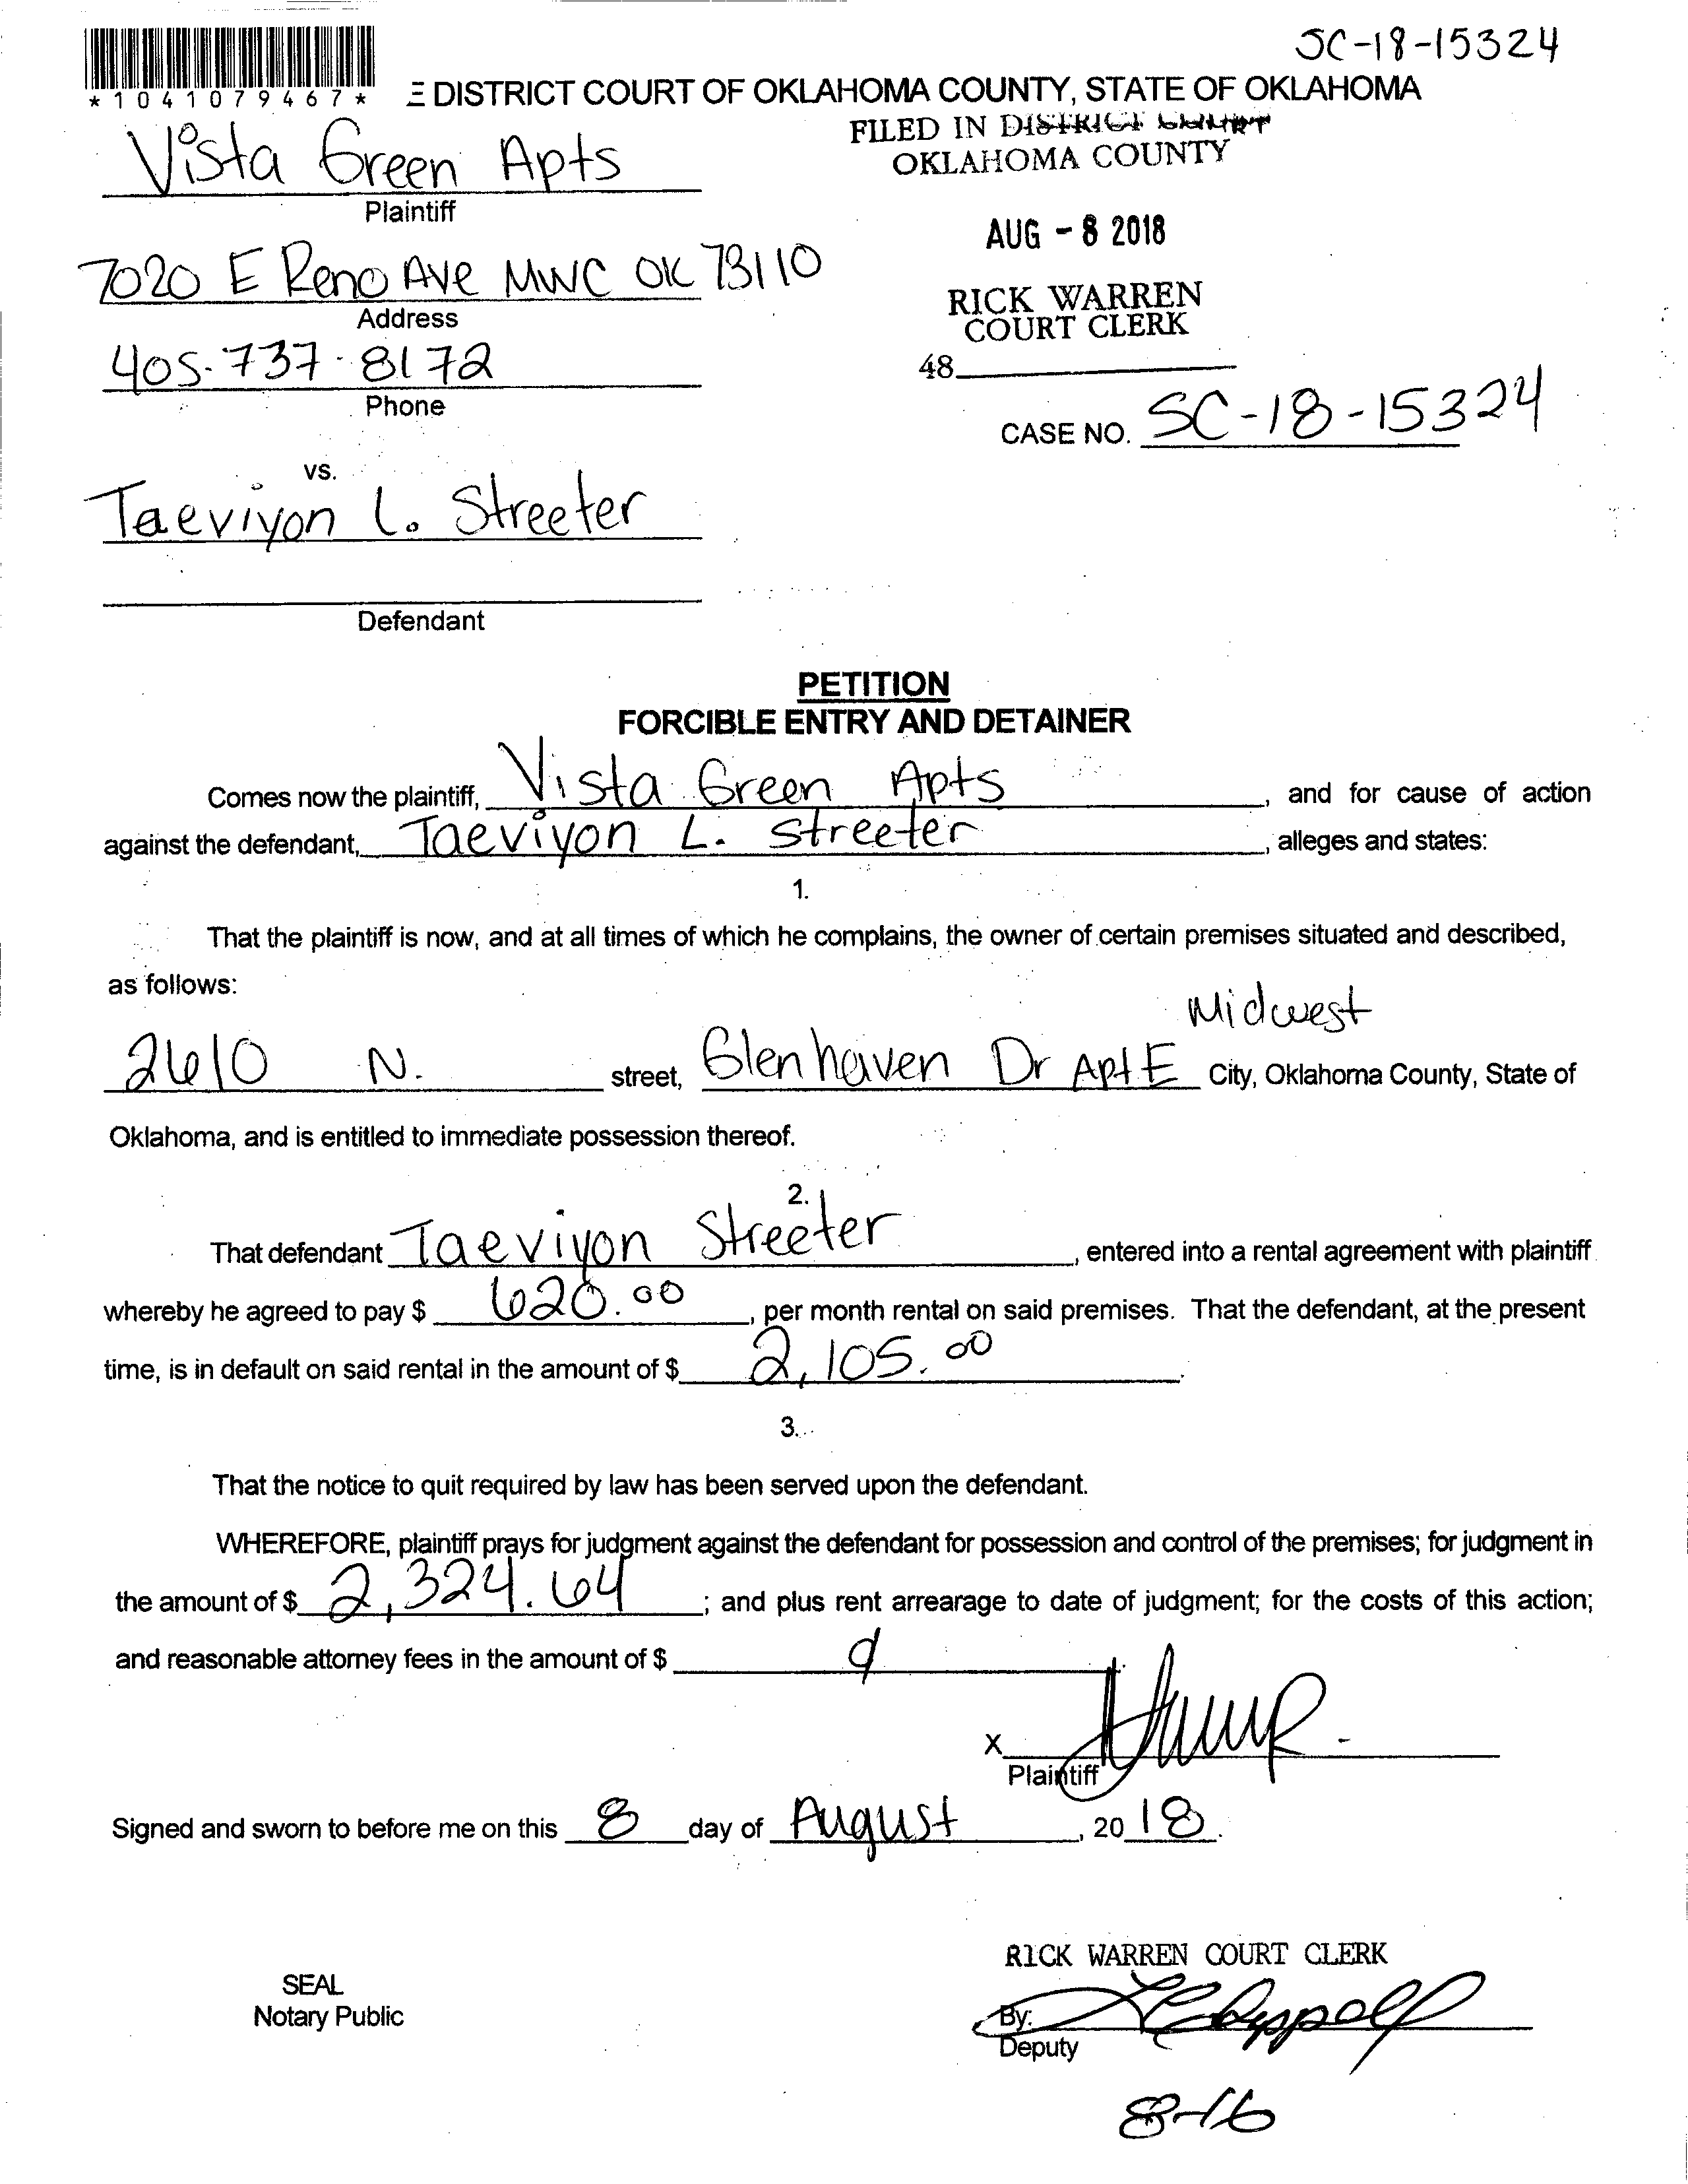 SC-18-15324
*1041079467*
DISTRICT COURT OF OKLAHOMA COUNTY, STATE OF OKLAHOMA
Vista Green Apts
Plaintiff
FILED IN DISTRICT COURT
OKLAHOMA COUNTY
AUG - 8 2018
7020 E Reno Ave MWC OK 73110
Address
RICK WARREN
COURT CLERK
405-737-8172
Phone
48
CASE NO. SC-18-15324
vs.
Taeviyon L. Streeter
Defendant
PETITION
FORCIBLE ENTRY AND DETAINER
Comes now the plaintiff, Vista Green Apts, and for cause of action
against the defendant, Taeviyon L. Streeter, alleges and states:
1.
That the plaintiff is now, and at all times of which he complains, the owner of certain premises situated and described,
as follows:
Midwest
2610 N. street, Glenhaven Dr Apt E City, Oklahoma County, State of
Oklahoma, and is entitled to immediate possession thereof.
2.
That defendant Taeviyon Streeter, entered into a rental agreement with plaintiff
whereby he agreed to pay $ 620.00, per month rental on said premises. That the defendant, at the present
time, is in default on said rental in the amount of $ 2,105.00.
3.
That the notice to quit required by law has been served upon the defendant.
WHEREFORE, plaintiff prays for judgment against the defendant for possession and control of the premises; for judgment in
the amount of $ 2,324.64; and plus rent arrearage to date of judgment; for the costs of this action;
and reasonable attorney fees in the amount of $
X
Plaintiff
Signed and sworn to before me on this 8 day of August, 2018.
RICK WARREN COURT CLERK
SEAL
Notary Public
By:
Deputy
8-16